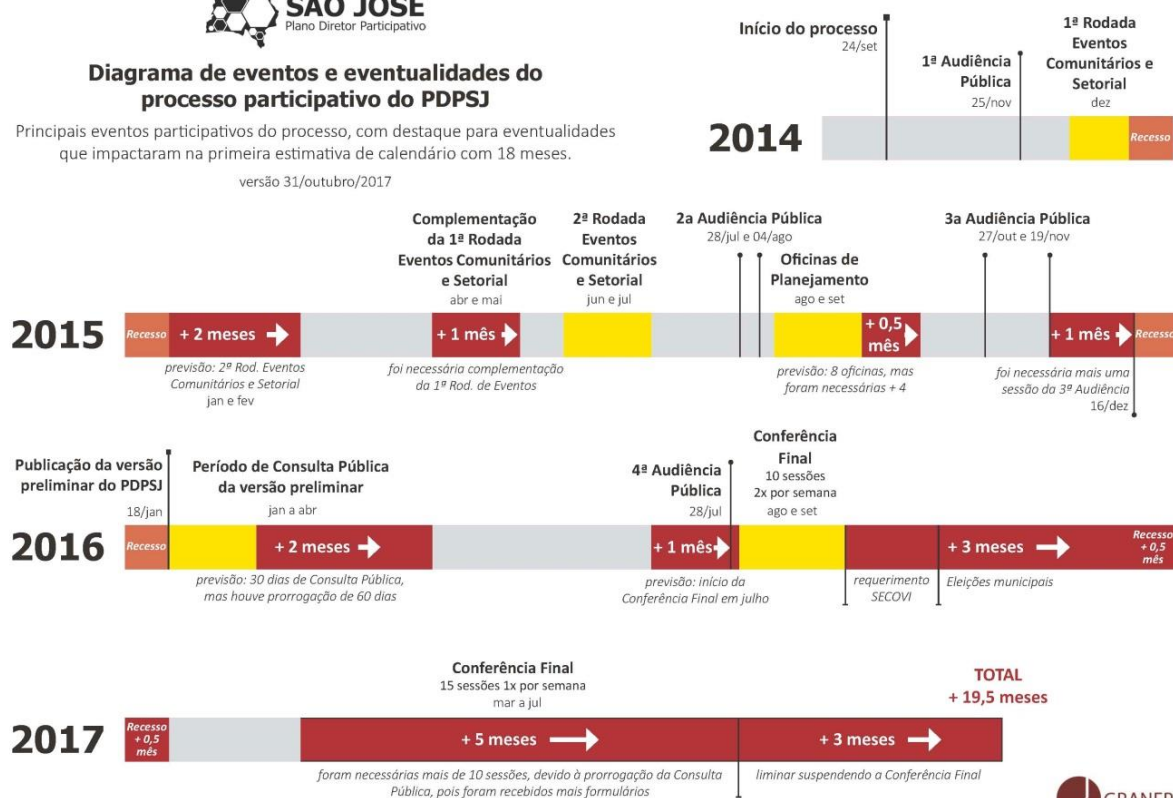 SÃO JOSÉ
Plano Diretor Participativo
Diagrama de eventos e eventualidades do
processo participativo do PDPSJ
Principais eventos participativos do processo, com destaque para eventualidades
que impactaram na primeira estimativa de calendário com 18 meses.
versão 31/outubro/2017
Início do processo
24/set
1ª Audiência
Pública
25/nov
1ª Rodada
Eventos
Comunitários e
Setorial
dez
2014
Recesso
Complementação
da 1ª Rodada
Eventos Comunitários
e Setorial
abr e mai
2ª Rodada
Eventos
Comunitários
e Setorial
jun e jul
2a Audiência Pública
28/jul e 04/ago
Oficinas de
Planejamento
ago e set
3a Audiência Pública
27/out e 19/nov
2015
Recesso
+ 2 meses
+ 1 mês
+ 0,5
mês
+ 1 mês
Recesso
previsão: 2ª Rod. Eventos
Comunitários e Setorial
jan e fev
foi necessária complementação
da 1ª Rod. de Eventos
previsão: 8 oficinas, mas
foram necessárias + 4
foi necessária mais uma
sessão da 3ª Audiência
16/dez
Publicação da versão
preliminar do PDPSJ
18/jan
Período de Consulta Pública
da versão preliminar
jan a abr
4ª Audiência
Pública
28/jul
Conferência
Final
10 sessões
2x por semana
ago e set
2016
Recesso
+ 2 meses
+ 1 mês
+ 3 meses
Recesso
+ 0,5
mês
previsão: 30 dias de Consulta Pública,
mas houve prorrogação de 60 dias
previsão: início da
Conferência Final em julho
requerimento
SECOVI
Eleições municipais
Conferência Final
15 sessões 1x por semana
mar a jul
TOTAL
+ 19,5 meses
2017
Recesso
+ 0,5
mês
+ 5 meses
+ 3 meses
foram necessárias mais de 10 sessões, devido à prorrogação da Consulta
Pública, pois foram recebidos mais formulários
liminar suspendendo a Conferência Final